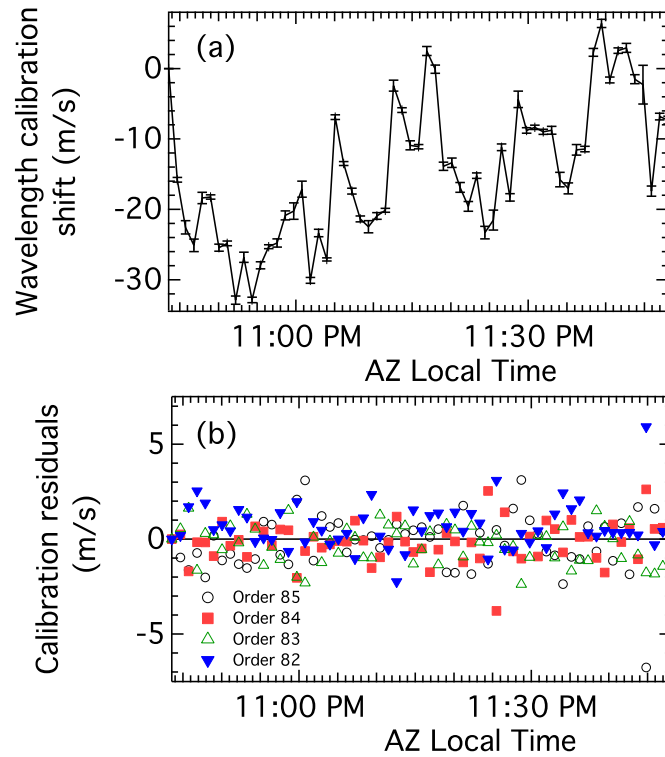 (a)
Wavelength calibration
shift (m/s)
0
-10
-20
-30
11:00 PM 11:30 PM
AZ Local Time
(b)
Calibration residuals
(m/s)
5
0
-5
Order 85
Order 84
Order 83
Order 82
11:00 PM 11:30 PM
AZ Local Time